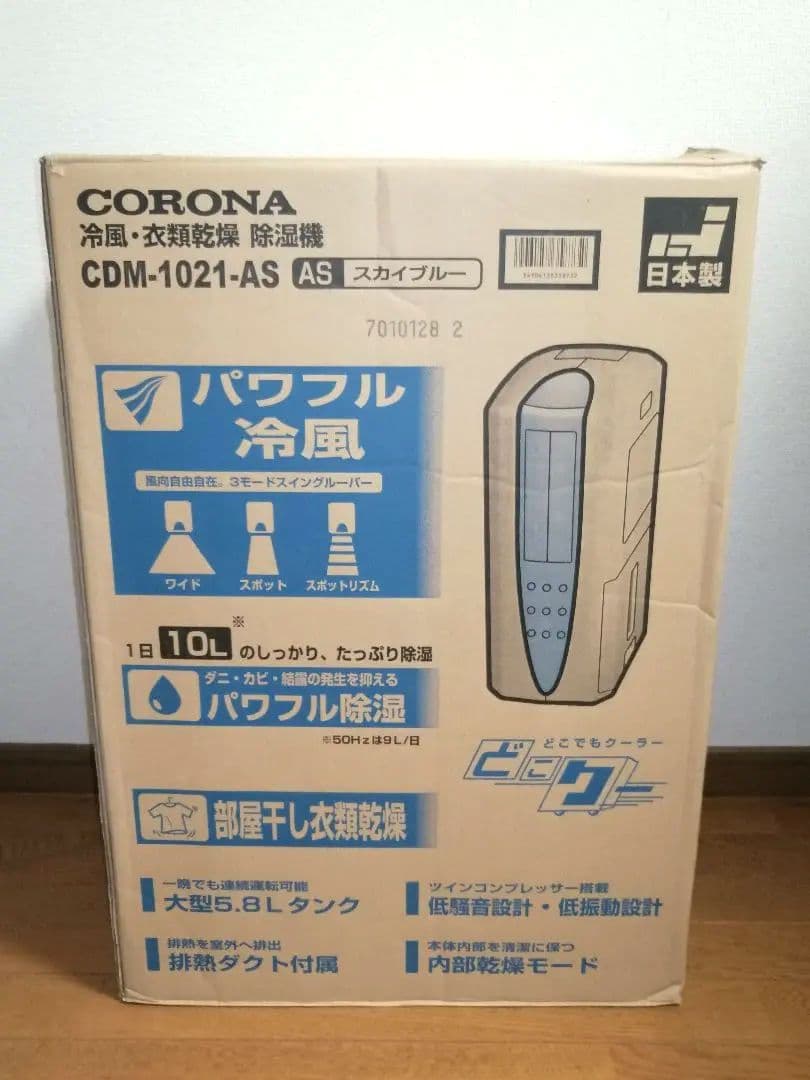 CORONA
冷風・衣類乾燥 除湿機
CDM-1021-AS AS スカイブルー
日本製
7010128 2
パワフル
冷風
風向自由自在。3モードスイングルーバー
ワイド スポット スポットリズム
1日 10L※ のしっかり、たっぷり除湿
ダニ・カビ・結露の発生を抑える
パワフル除湿
※50Hzは9L/日
どこでもクーラー
どこクー
部屋干し衣類乾燥
一晩でも連続運転可能
大型5.8Lタンク
ツインコンプレッサー搭載
低騒音設計・低振動設計
排熱を室外へ排出
排熱ダクト付属
本体内部を清潔に保つ
内部乾燥モード